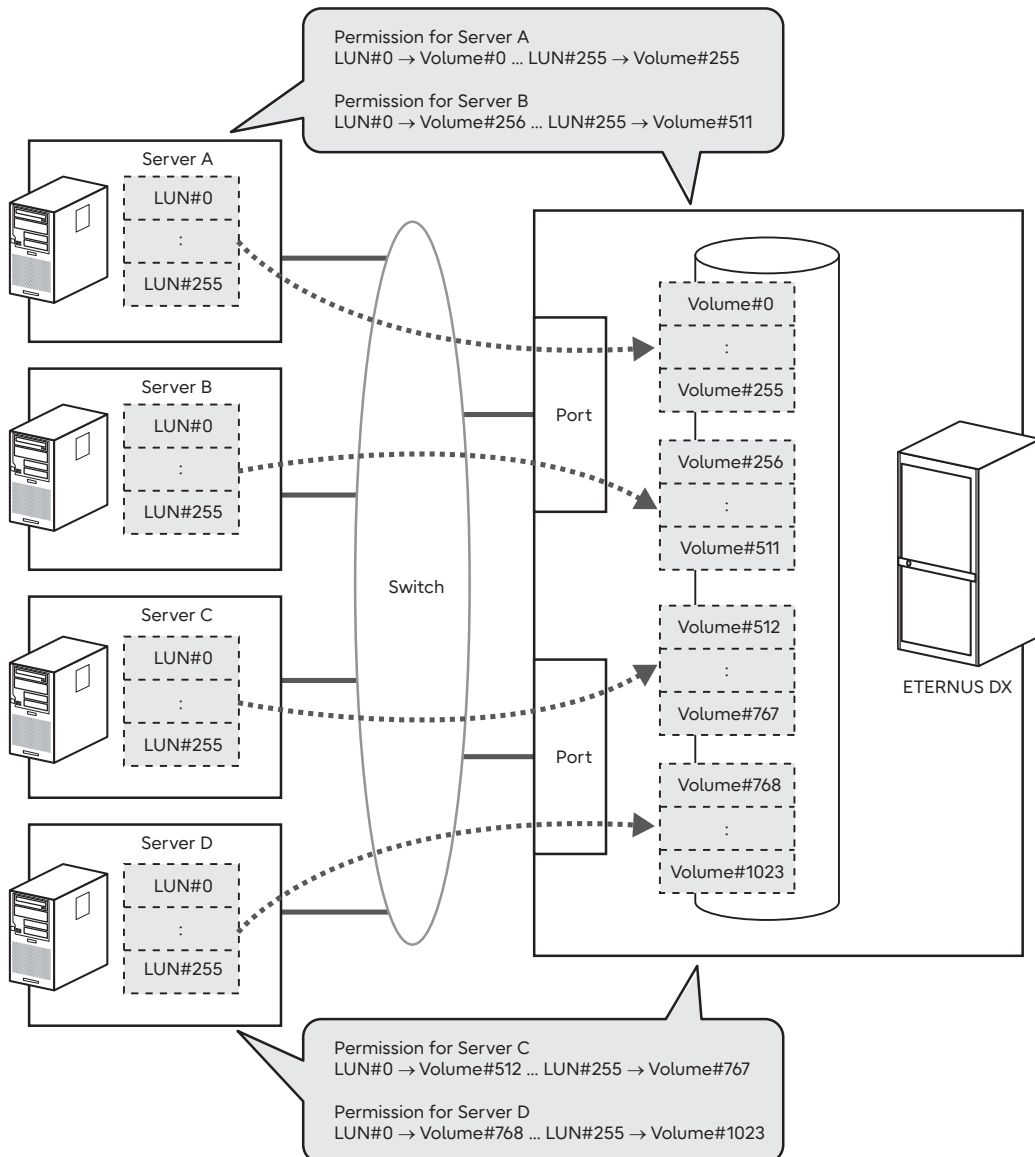 Permission for Server A
LUN#0 → Volume#0 ... LUN#255 → Volume#255
Permission for Server B
LUN#0 → Volume#256 ... LUN#255 → Volume#511
Server A
LUN#0
:
LUN#255
Server B
LUN#0
:
LUN#255
Server C
LUN#0
:
LUN#255
Server D
LUN#0
:
LUN#255
Switch
Port
Port
Volume#0
:
Volume#255
Volume#256
:
Volume#511
Volume#512
:
Volume#767
Volume#768
:
Volume#1023
ETERNUS DX
Permission for Server C
LUN#0 → Volume#512 ... LUN#255 → Volume#767
Permission for Server D
LUN#0 → Volume#768 ... LUN#255 → Volume#1023